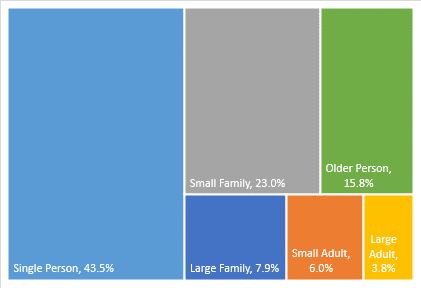 Single Person, 43.5%
Small Family, 23.0%
Older Person,
15.8%
Large Family, 7.9%
Small Adult,
6.0%
Large
Adult,
3.8%